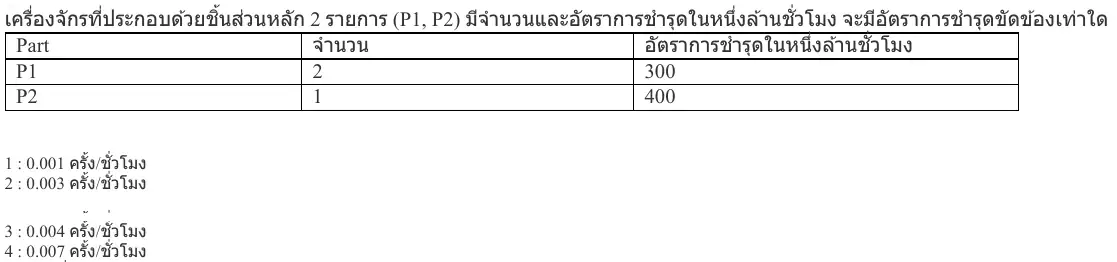 เครื่องจักรที่ประกอบด้วยชิ้นส่วนหลัก 2 รายการ (P1, P2) มีจำนวนและอัตราการชำรุดในหนึ่งล้านชั่วโมง จะมีอัตราการชำรุดขัดข้องเท่าใด
Part จำนวน อัตราการชำรุดในหนึ่งล้านชั่วโมง
P1 2 300
P2 1 400
1 : 0.001 ครั้ง/ชั่วโมง
2 : 0.003 ครั้ง/ชั่วโมง
3 : 0.004 ครั้ง/ชั่วโมง
4 : 0.007 ครั้ง/ชั่วโมง